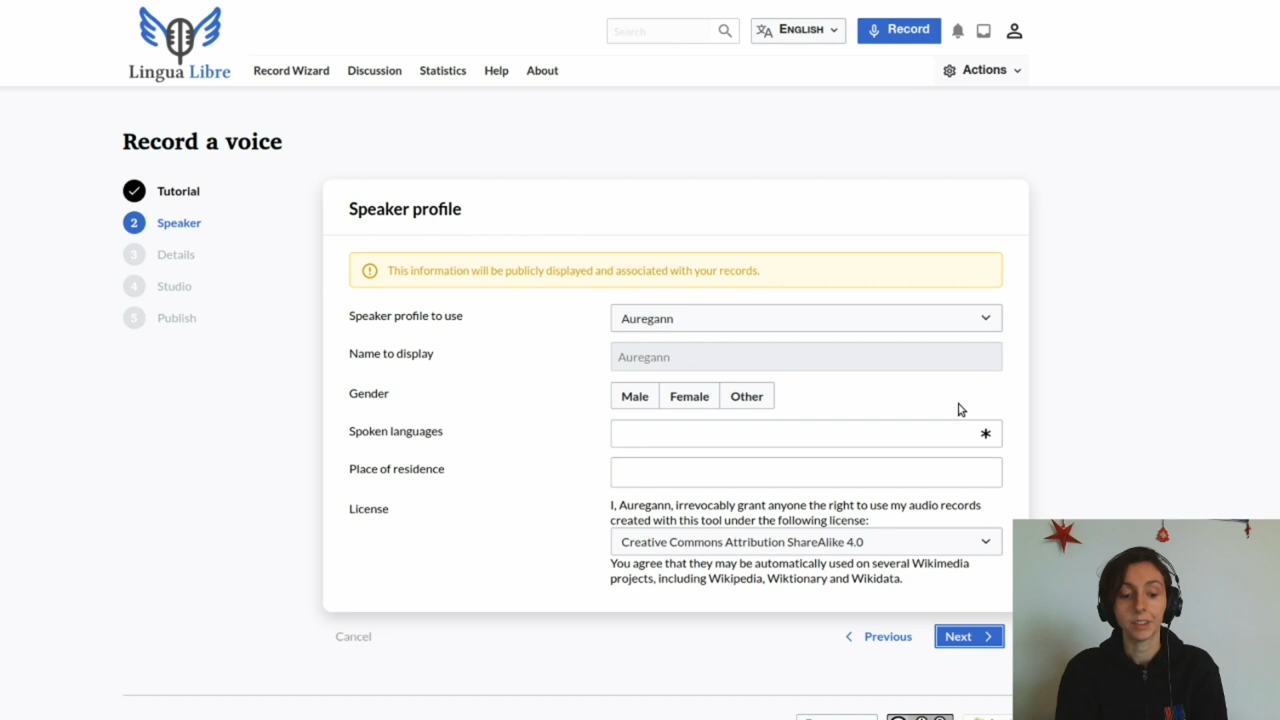 Search
ENGLISH
Record
Lingua Libre
Record Wizard
Discussion
Statistics
Help
About
Actions
Record a voice
Tutorial
2 Speaker
3 Details
4 Studio
5 Publish
Speaker profile
This information will be publicly displayed and associated with your records.
Speaker profile to use
Auregann
Name to display
Auregann
Gender
Male
Female
Other
Spoken languages
*
Place of residence
License
I, Auregann, irrevocably grant anyone the right to use my audio records
created with this tool under the following license:
Creative Commons Attribution ShareAlike 4.0
You agree that they may be automatically used on several Wikimedia
projects, including Wikipedia, Wiktionary and Wikidata.
Cancel
Previous
Next